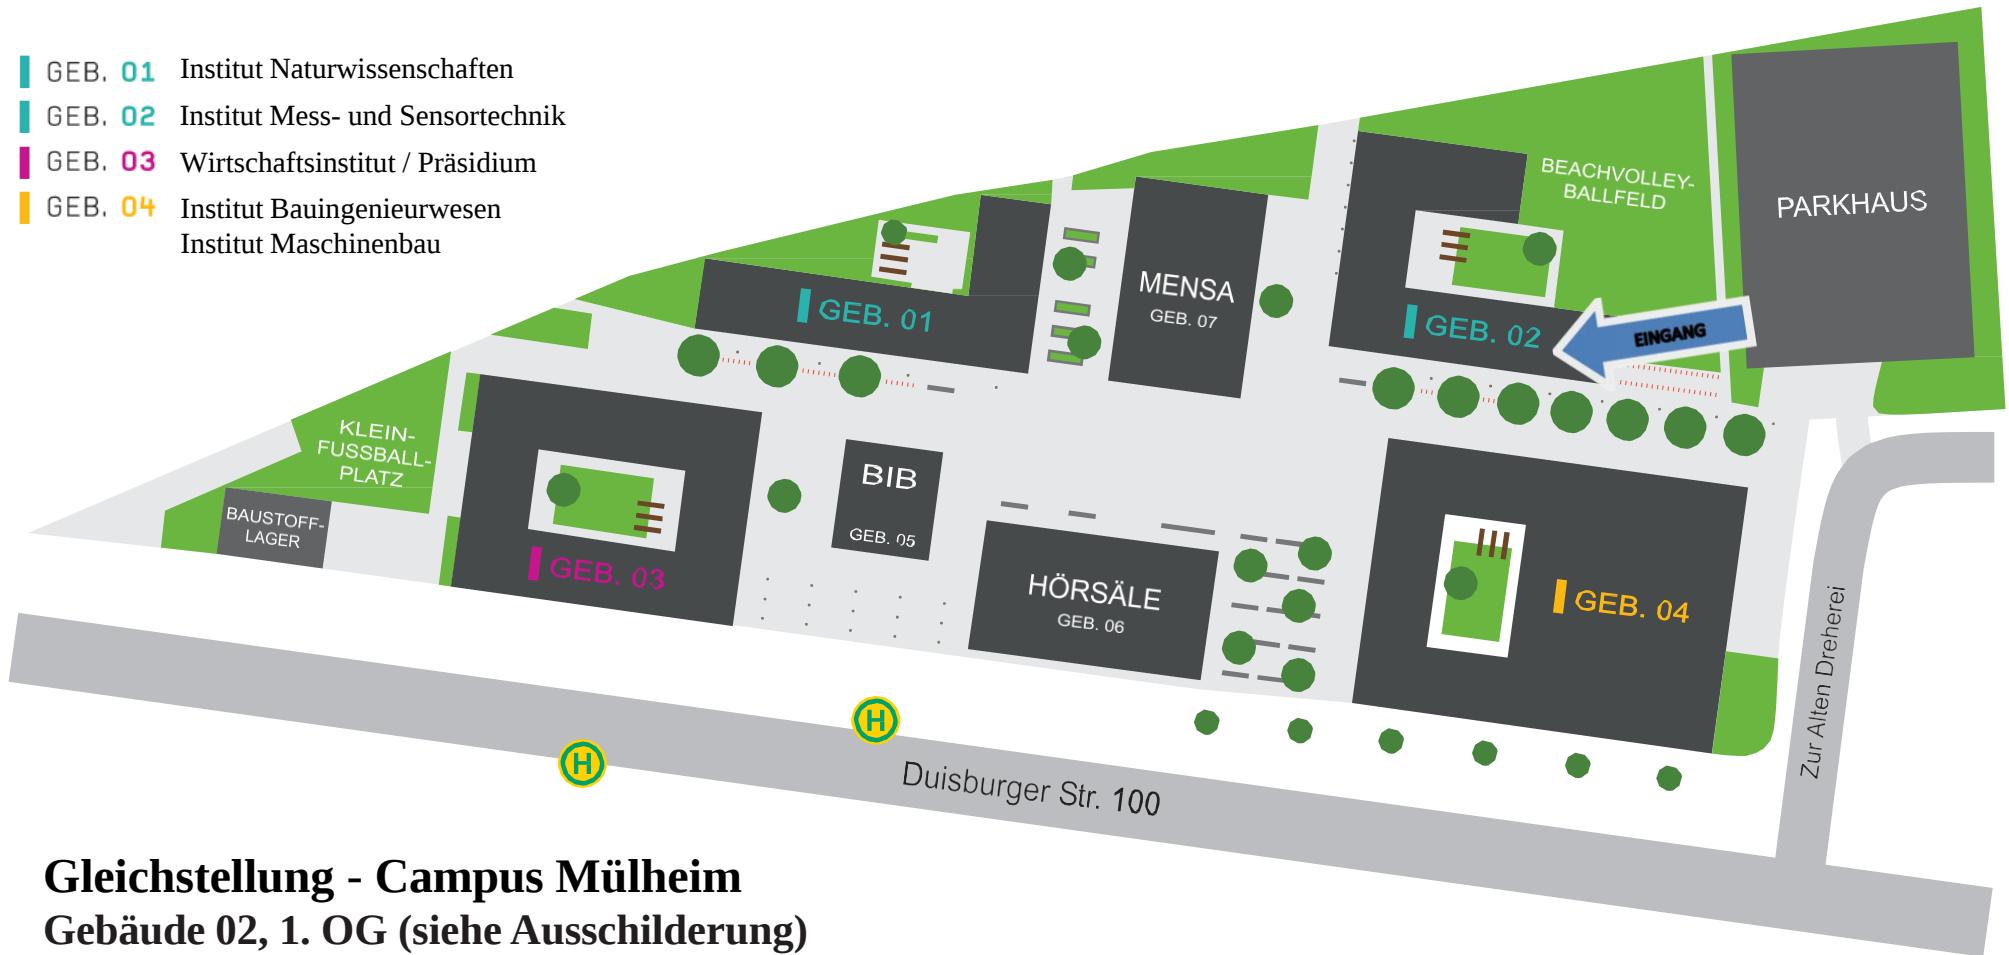 GEB. 01 Institut Naturwissenschaften
GEB. 02 Institut Mess- und Sensortechnik
GEB. 03 Wirtschaftsinstitut / Präsidium
GEB. 04 Institut Bauingenieurwesen
Institut Maschinenbau
BEACHVOLLEY-
BALLFELD
PARKHAUS
MENSA
GEB. 07
GEB. 01
GEB. 02
EINGANG
KLEIN-
FUSSBALL-
PLATZ
BAUSTOFF-
LAGER
BIB
GEB. 05
GEB. 03
HÖRSÄLE
GEB. 06
GEB. 04
Zur Alten Dreherei
H
H
Duisburger Str. 100
Gleichstellung - Campus Mülheim
Gebäude 02, 1. OG (siehe Ausschilderung)